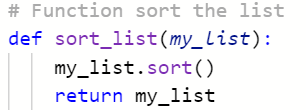 # Function sort the list
def sort_list(my_list):
    my_list.sort()
    return my_list